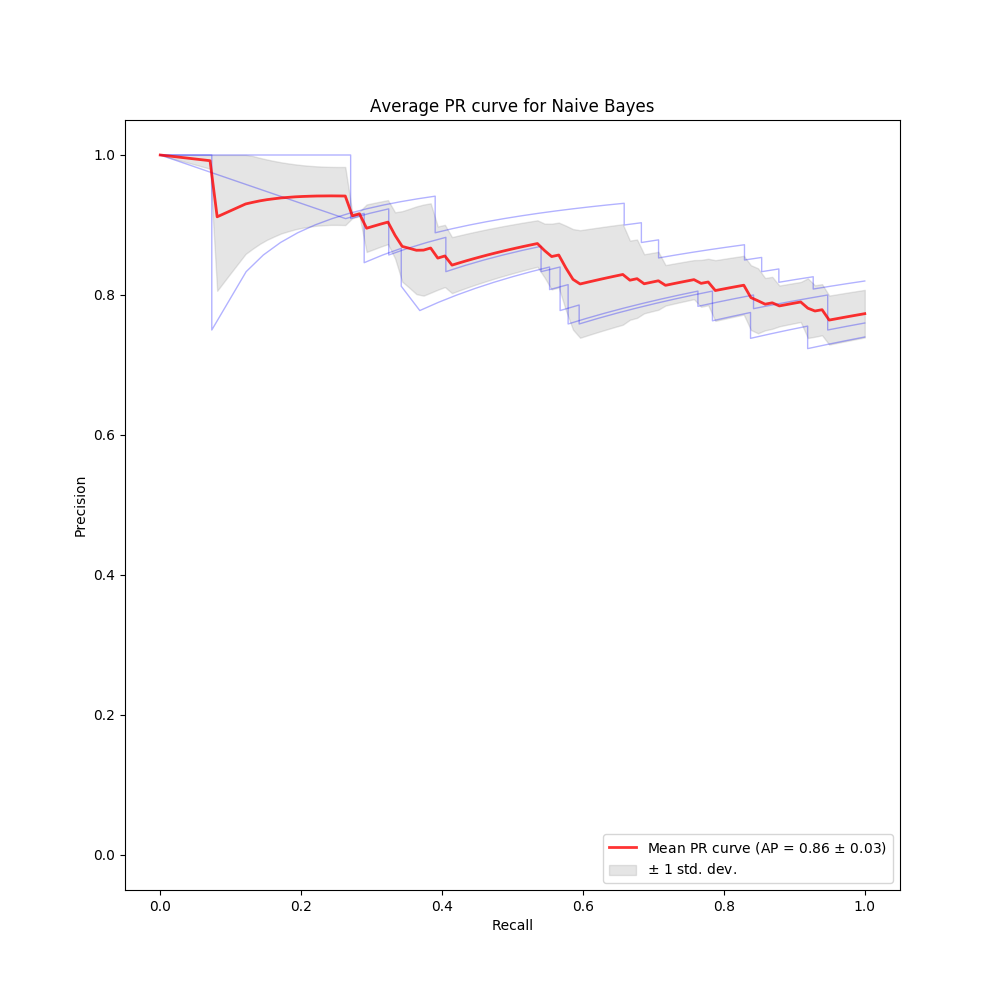 Average PR curve for Naive Bayes
1.0
0.8
0.6
0.4
0.2
0.0
Precision
Mean PR curve (AP = 0.86 ± 0.03)
± 1 std. dev.
0.0 0.2 0.4 0.6 0.8 1.0
Recall